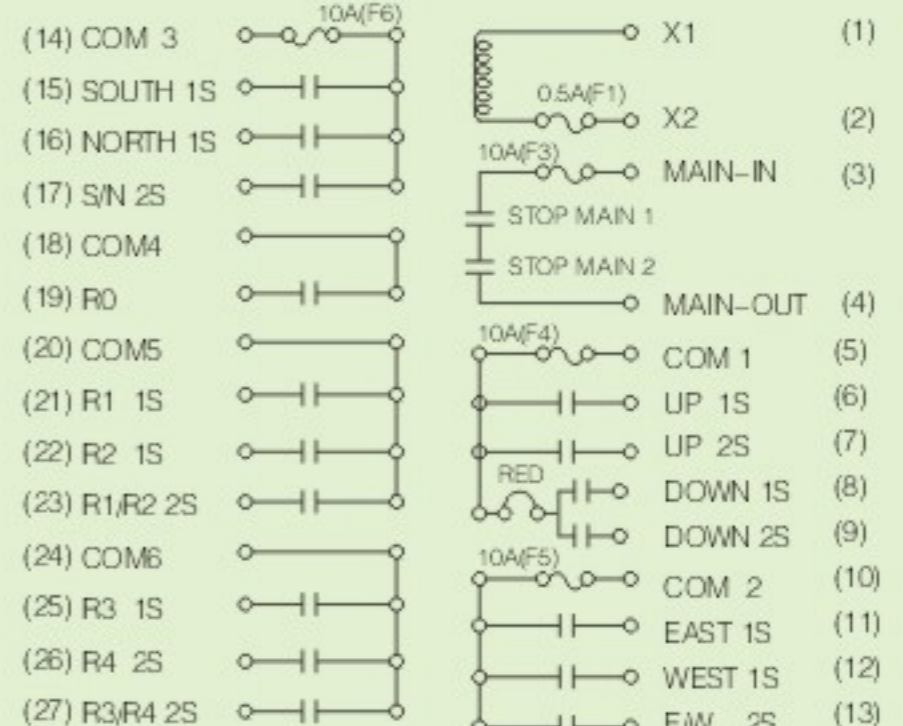 10A(F6)
(14) COM 3
(15) SOUTH 1S
(16) NORTH 1S
(17) S/N 2S
(18) COM4
(19) R0
(20) COM5
(21) R1 1S
(22) R2 1S
(23) R1/R2 2S
(24) COM6
(25) R3 1S
(26) R4 2S
(27) R3/R4 2S
X1 (1)
0.5A(F1)
X2 (2)
10A(F3)
MAIN-IN (3)
STOP MAIN 1
STOP MAIN 2
MAIN-OUT (4)
10A(F4)
COM 1 (5)
UP 1S (6)
UP 2S (7)
RED
DOWN 1S (8)
DOWN 2S (9)
10A(F5)
COM 2 (10)
EAST 1S (11)
WEST 1S (12)
E/W 2S (13)